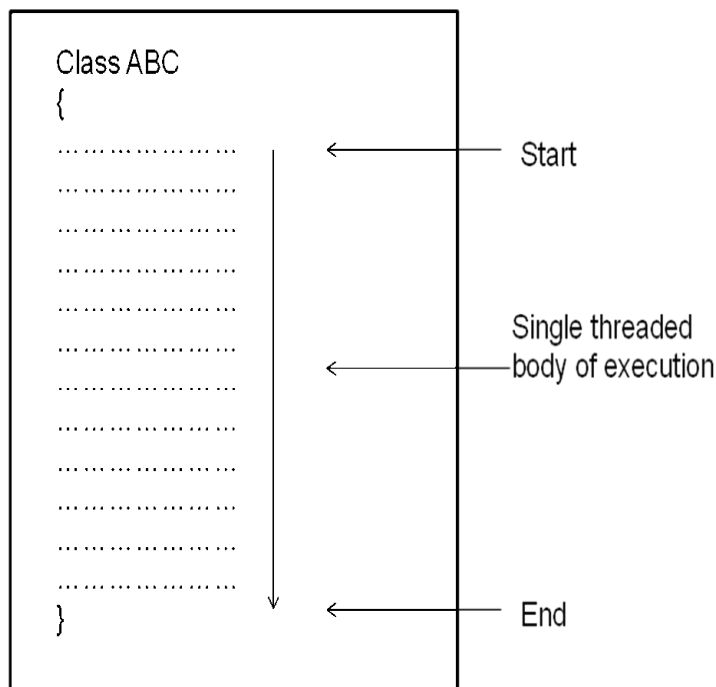 Class ABC
{
…………………
Start
…………………
…………………
…………………
…………………
…………………
Single threaded
body of execution
…………………
…………………
…………………
…………………
…………………
…………………
}
End